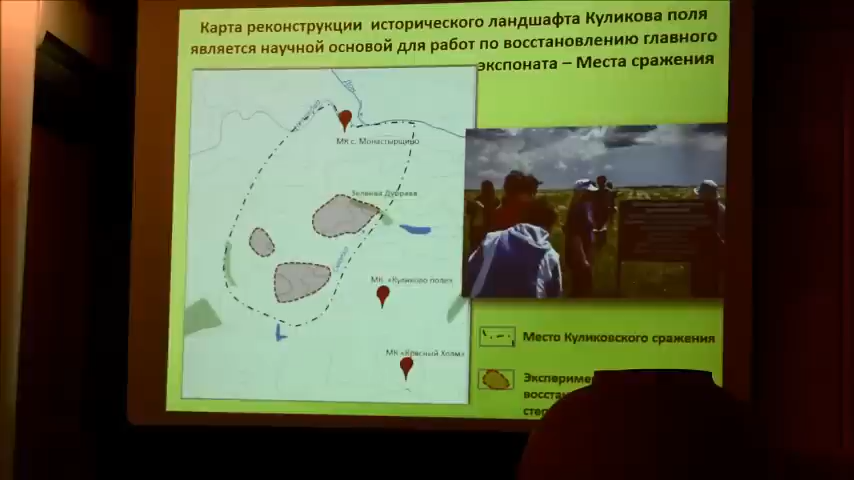 Карта реконструкции исторического ландшафта Куликова поля
является научной основой для работ по восстановлению главного
экспоната – Места сражения
МК с. Монастырщино
Зеленая Дубрава
МК «Куликово поле»
МК «Красный Холм»
Место Куликовского сражения